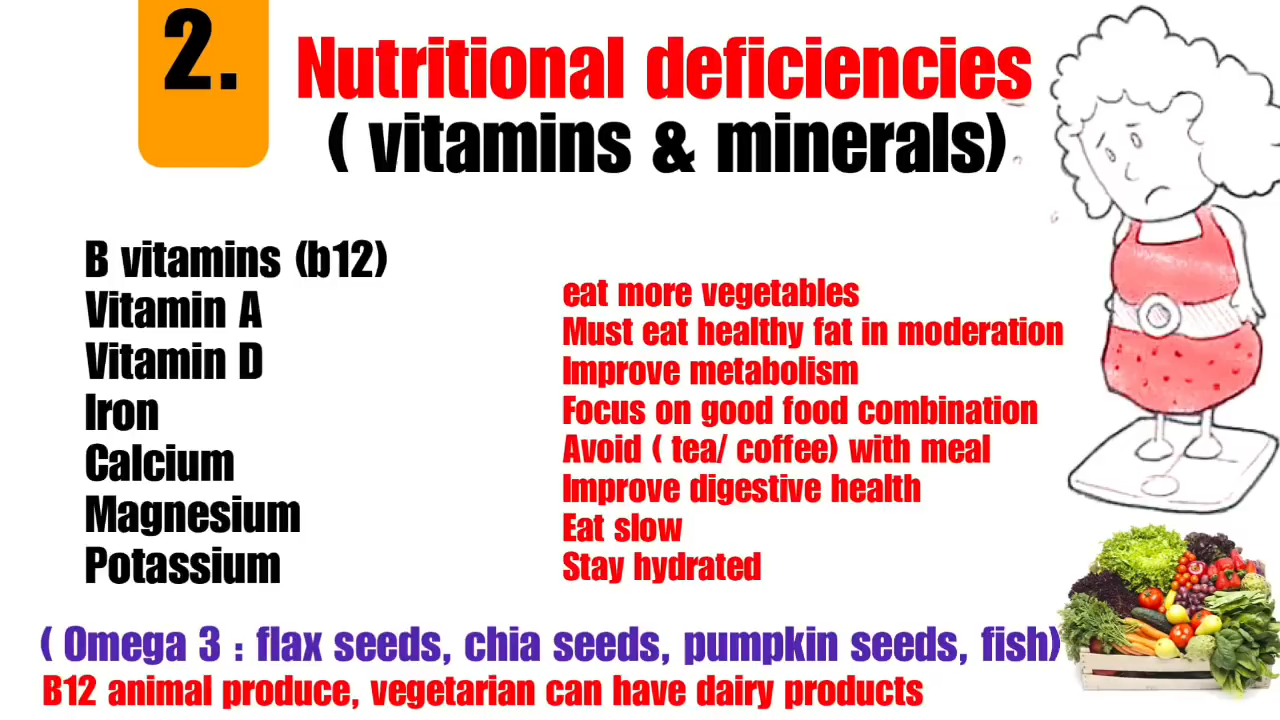 2.
Nutritional deficiencies
( vitamins & minerals)
B vitamins (b12)
Vitamin A
Vitamin D
Iron
Calcium
Magnesium
Potassium
eat more vegetables
Must eat healthy fat in moderation
Improve metabolism
Focus on good food combination
Avoid ( tea/ coffee) with meal
Improve digestive health
Eat slow
Stay hydrated
( Omega 3 : flax seeds, chia seeds, pumpkin seeds, fish)
B12 animal produce, vegetarian can have dairy products